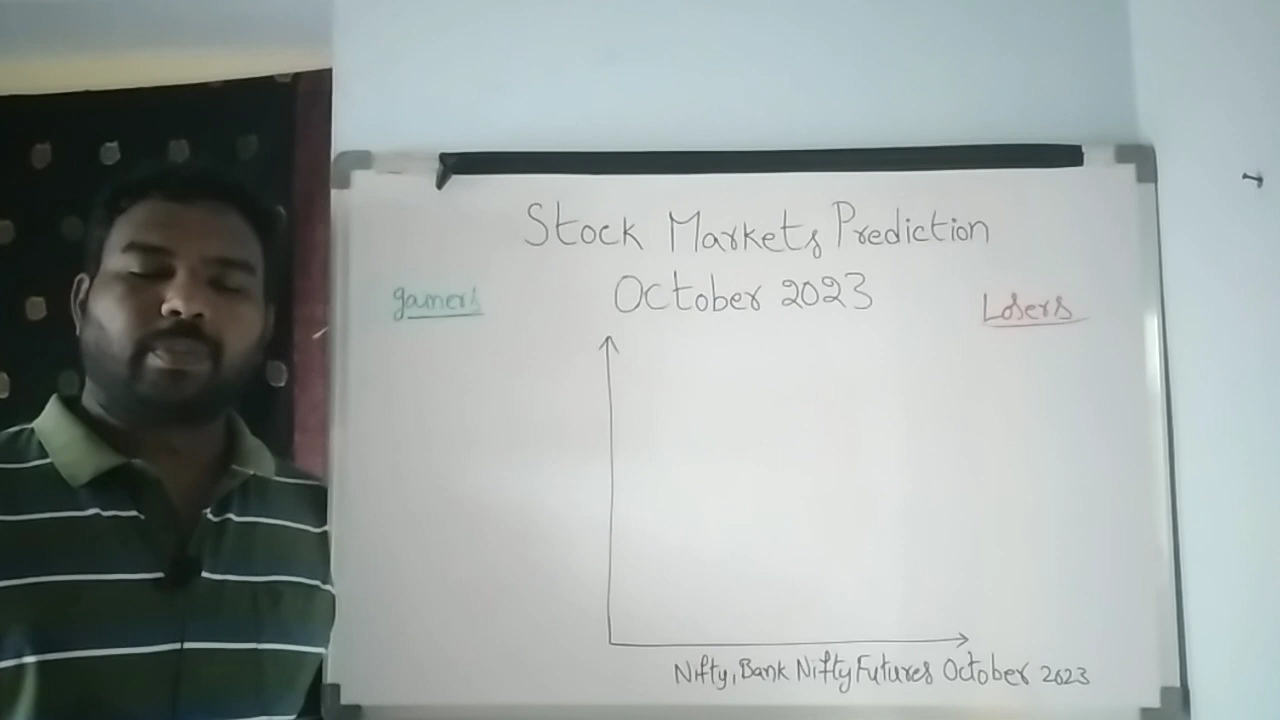 Stock Markets Prediction
October 2023
gainers
Losers
Nifty, Bank Nifty Futures October 2023